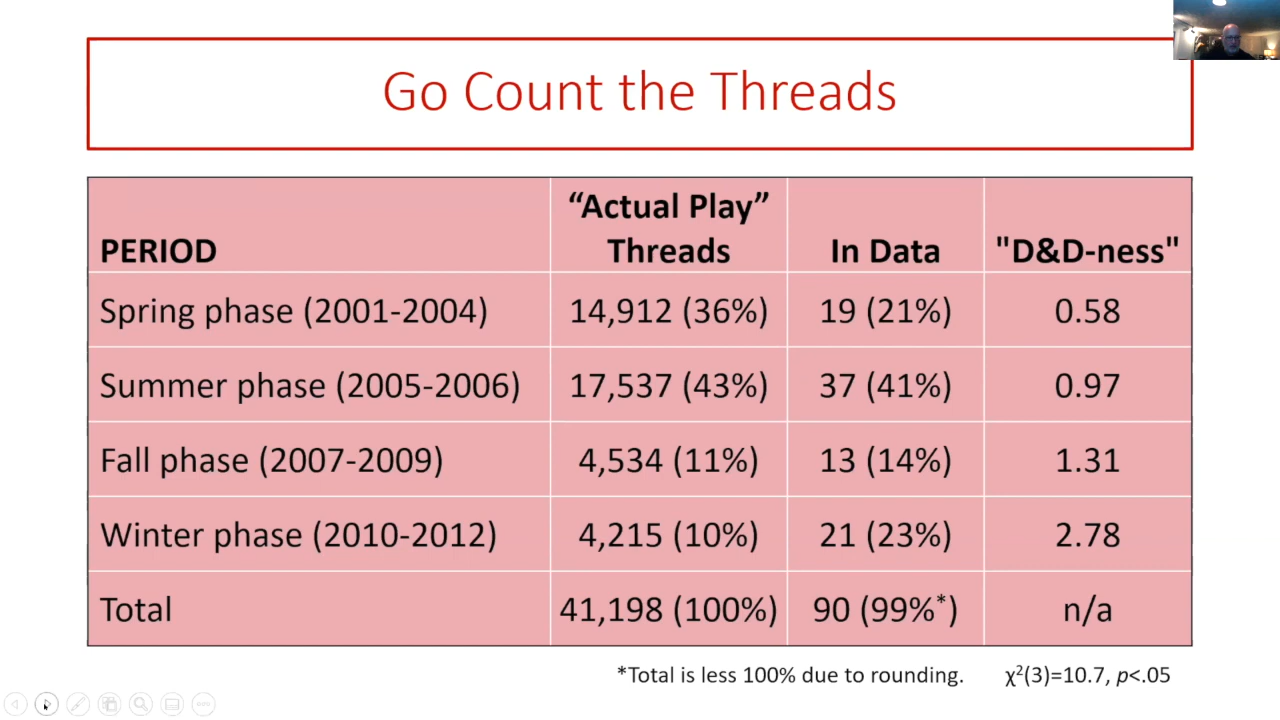 Go Count the Threads
PERIOD “Actual Play” Threads In Data "D&D-ness"
Spring phase (2001-2004) 14,912 (36%) 19 (21%) 0.58
Summer phase (2005-2006) 17,537 (43%) 37 (41%) 0.97
Fall phase (2007-2009) 4,534 (11%) 13 (14%) 1.31
Winter phase (2010-2012) 4,215 (10%) 21 (23%) 2.78
Total 41,198 (100%) 90 (99%*) n/a
*Total is less 100% due to rounding. χ²(3)=10.7, p<.05